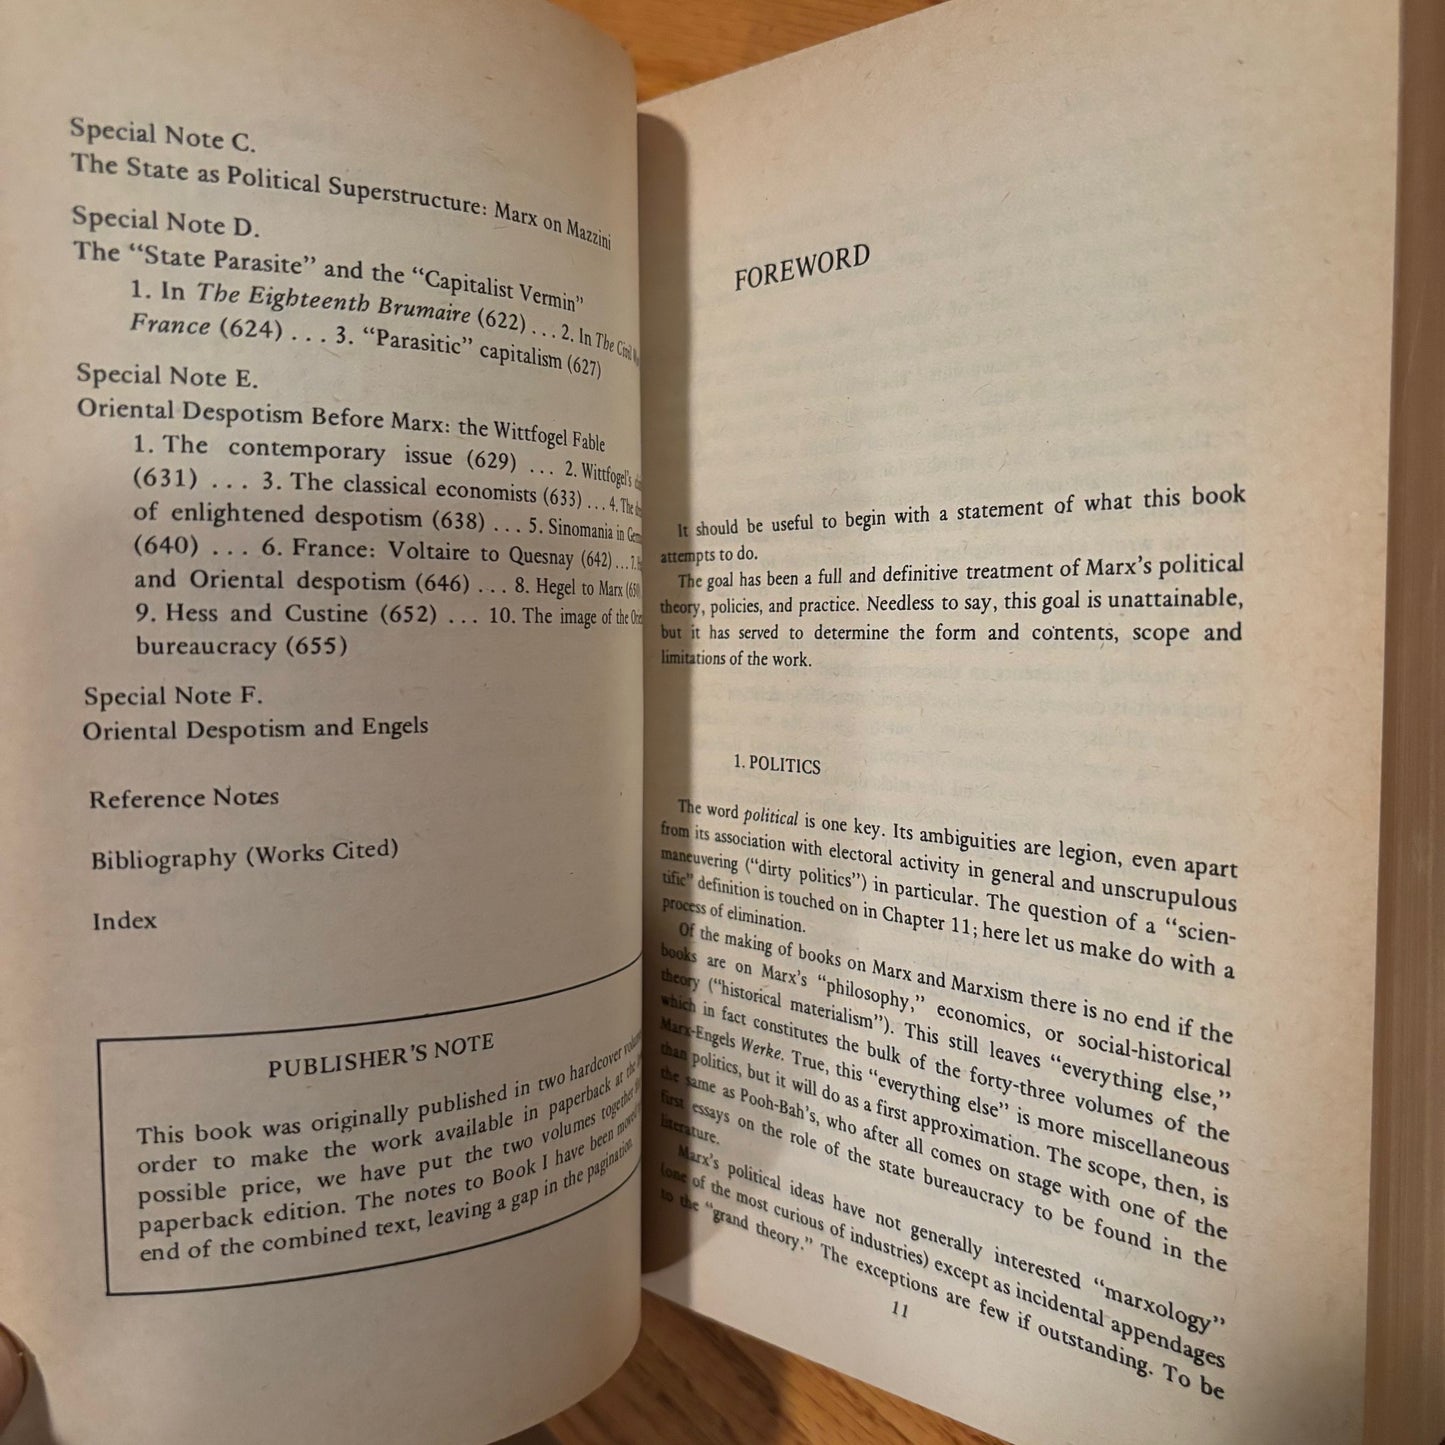 Special Note C.
The State as Political Superstructure: Marx on Mazzini
Special Note D.
The “State Parasite” and the “Capitalist Vermin”
1. In The Eighteenth Brumaire (622) . . . 2. In The Civil
France (624) . . . 3. “Parasitic” capitalism (627)
Special Note E.
Oriental Despotism Before Marx: the Wittfogel Fable
1. The contemporary issue (629) . . . 2. Wittfogel’s
(631) . . . 3. The classical economists (633) . . . 4. The
of enlightened despotism (638) . . . 5. Sinomania in
(640) . . . 6. France: Voltaire to Quesnay (642) . . . 7.
and Oriental despotism (646) . . . 8. Hegel to Marx
9. Hess and Custine (652) . . . 10. The image of the
bureaucracy (655)
Special Note F.
Oriental Despotism and Engels
Reference Notes
Bibliography (Works Cited)
Index
PUBLISHER’S NOTE
This book was originally published in two hardcover
order to make the work available in paperback at the
possible price, we have put the two volumes together
paperback edition. The notes to Book I have been moved
end of the combined text, leaving a gap in the pagination.
FOREWORD
It should be useful to begin with a statement of what this book
attempts to do.
The goal has been a full and definitive treatment of Marx’s political
theory, policies, and practice. Needless to say, this goal is unattainable,
but it has served to determine the form and contents, scope and
limitations of the work.
1. POLITICS
The word political is one key. Its ambiguities are legion, even apart
from its association with electoral activity in general and unscrupulous
maneuvering (“dirty politics”) in particular. The question of a “scien-
tific” definition is touched on in Chapter 11; here let us make do with a
process of elimination.
Of the making of books on Marx and Marxism there is no end if the
books are on Marx’s “philosophy,” economics, or social-historical
theory (“historical materialism”). This still leaves “everything else,”
which in fact constitutes the bulk of the forty-three volumes of the
Marx-Engels Werke. True, this “everything else” is more miscellaneous
than politics, but it will do as a first approximation. The scope, then, is
the same as Pooh-Bah’s, who after all comes on stage with one of the
first essays on the role of the state bureaucracy to be found in the
literature.
Marx’s political ideas have not generally interested “marxology”
(one of the most curious of industries) except as incidental appendages
to the “grand theory.” The exceptions are few if outstanding. To be
11